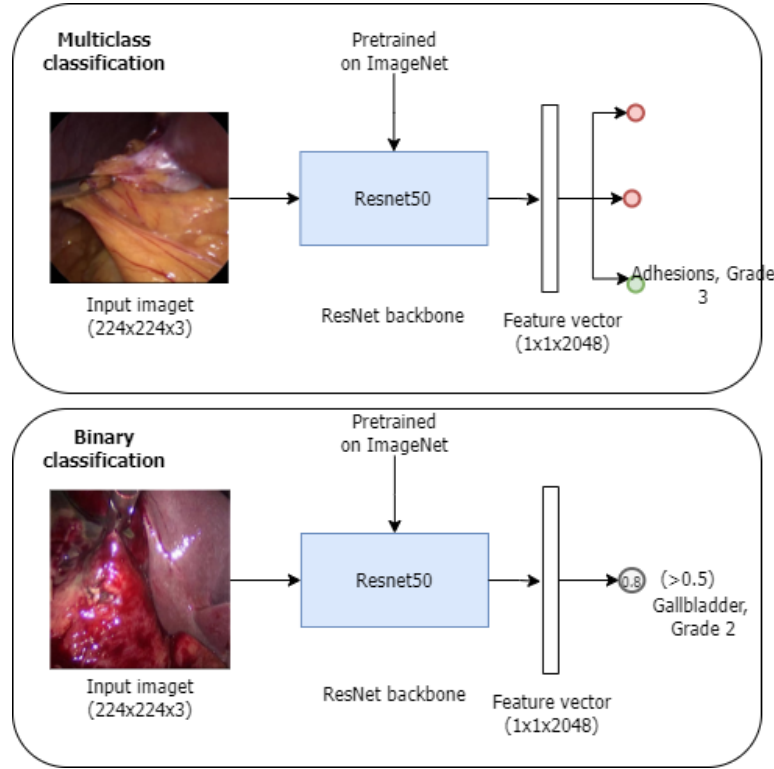 Multiclass
classification
Pretrained
on ImageNet
Resnet50
Input imaget
(224x224x3)
ResNet backbone
Feature vector
(1x1x2048)
Adhesions, Grade
3
Binary
classification
Pretrained
on ImageNet
Resnet50
Input imaget
(224x224x3)
ResNet backbone
Feature vector
(1x1x2048)
0.8
(>0.5)
Gallbladder,
Grade 2